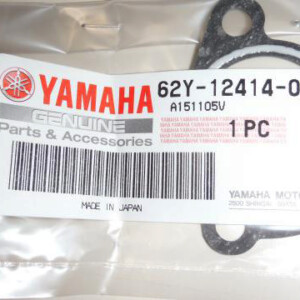 YAMAHA 62Y-12414-0
A151105V
GENUINE
Parts & Accessories
1 PC
YAMAHA MOTO
MADE IN JAPAN